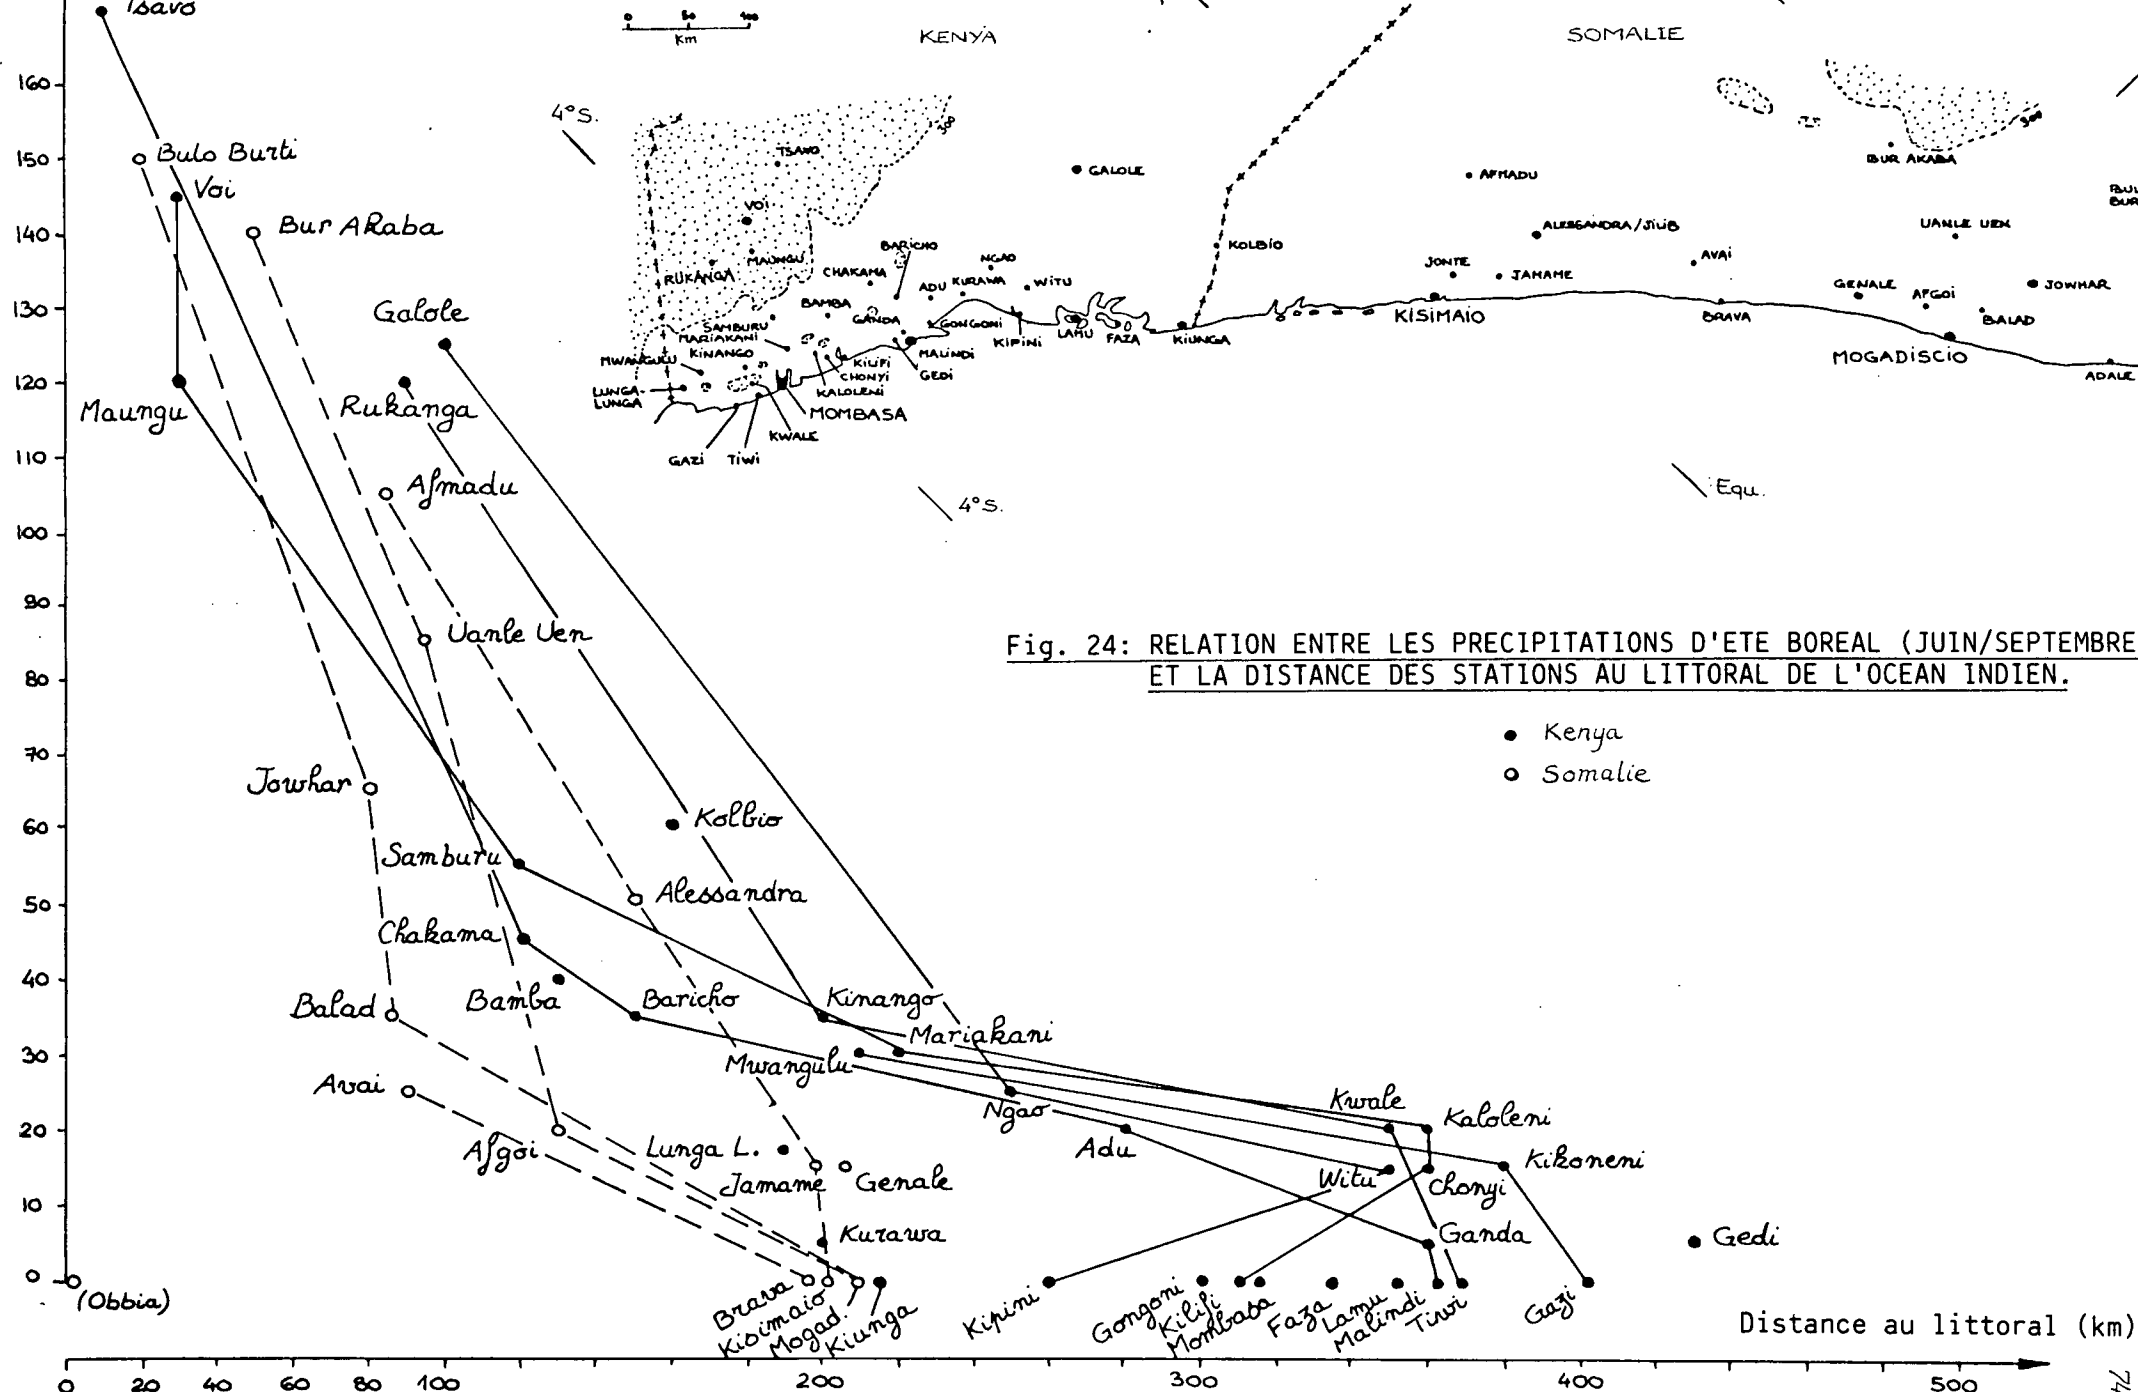 Tsavo
0 50 100
Km
KENYA
SOMALIE
160
150
140
130
120
110
100
90
80
70
60
50
40
30
20
10
0
4°S.
300
TSAVO
GALOLE
AFMADU
BUR AKABA
300
BUL
BUR
VOI
ALESSANDRA/JILIB
UANLE UEN
BARICHO
KOLBIO
MAUNGU
NGAO
AVAI
RUKANGA
CHAKAMA
JONTE
JAMAME
ADU
KURAWA
WITU
GENALE
JOWHAR
BAMBA
AFGOI
GANDA
GONGONI
KISIMAIO
BRAVA
BALAD
SAMBURU
MARIAKANI
KIPINI
LAMU
FAZA
KIUNGA
MWANGULU
KINANGO
KILIFI
MALINDI
MOGADISCIO
CHONYI
GEDI
ADALE
LUNGA-
LUNGA
KALOLENI
MOMBASA
KWALE
GAZI
TIWI
4°S.
Equ.
Bulo Burti
Voi
Bur Akaba
Galole
Maungu
Rukanga
Afmadu
Uanle Uen
Fig. 24: RELATION ENTRE LES PRECIPITATIONS D'ETE BOREAL (JUIN/SEPTEMBRE
ET LA DISTANCE DES STATIONS AU LITTORAL DE L'OCEAN INDIEN.
Kenya
Somalie
Jowhar
Kolbio
Samburu
Alessandra
Chakama
Balad
Bamba
Baricho
Kinango
Mariakani
Mwangulu
Avai
Ngao
Kwale
Kaloleni
Afgoi
Lunga L.
Adu
Kikoneni
Jamame
Genale
Witu
Chonyi
Kurawa
Ganda
Gedi
(Obbia)
Brava
Kisimaio
Mogad.
Kiunga
Kipini
Gongoni
Kilifi
Mombasa
Faza
Lamu
Malindi
Tiwi
Gazi
Distance au littoral (km)
0 20 40 60 80 100 200 300 400 500
74